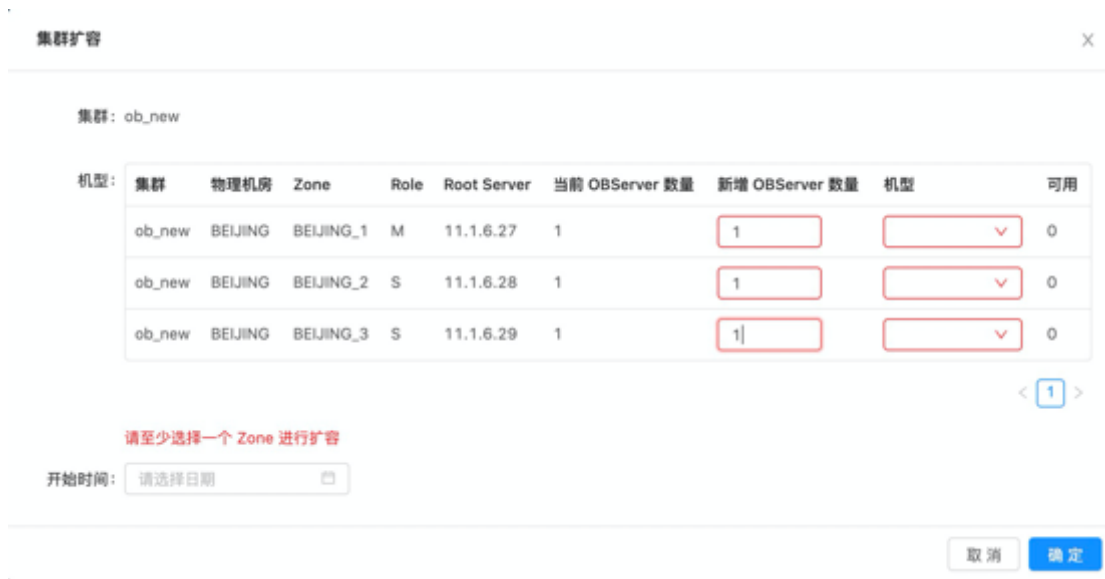 集群扩容
集群: ob_new
机型: 集群 物理机房 Zone Role Root Server 当前 OBServer 数量 新增 OBServer 数量 机型 可用
ob_new BEIJING BEIJING_1 M 11.1.6.27 1 1 0
ob_new BEIJING BEIJING_2 S 11.1.6.28 1 1 0
ob_new BEIJING BEIJING_3 S 11.1.6.29 1 1 0
< 1 >
请至少选择一个 Zone 进行扩容
开始时间: 请选择日期
取 消 确 定